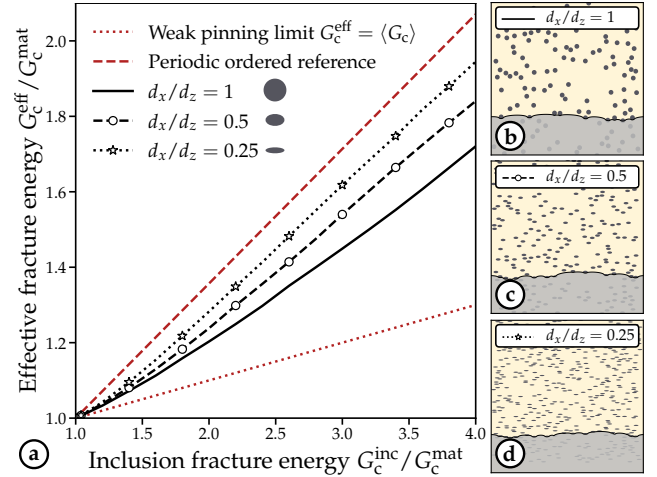 Effective fracture energy G_c^eff/G_c^mat
2.0
1.8
1.6
1.4
1.2
1.0
Weak pinning limit G_c^eff = ⟨G_c⟩
Periodic ordered reference
d_x/d_z = 1
d_x/d_z = 0.5
d_x/d_z = 0.25
1.0 1.5 2.0 2.5 3.0 3.5 4.0
a
Inclusion fracture energy G_c^inc/G_c^mat
d_x/d_z = 1
b
d_x/d_z = 0.5
c
d_x/d_z = 0.25
d